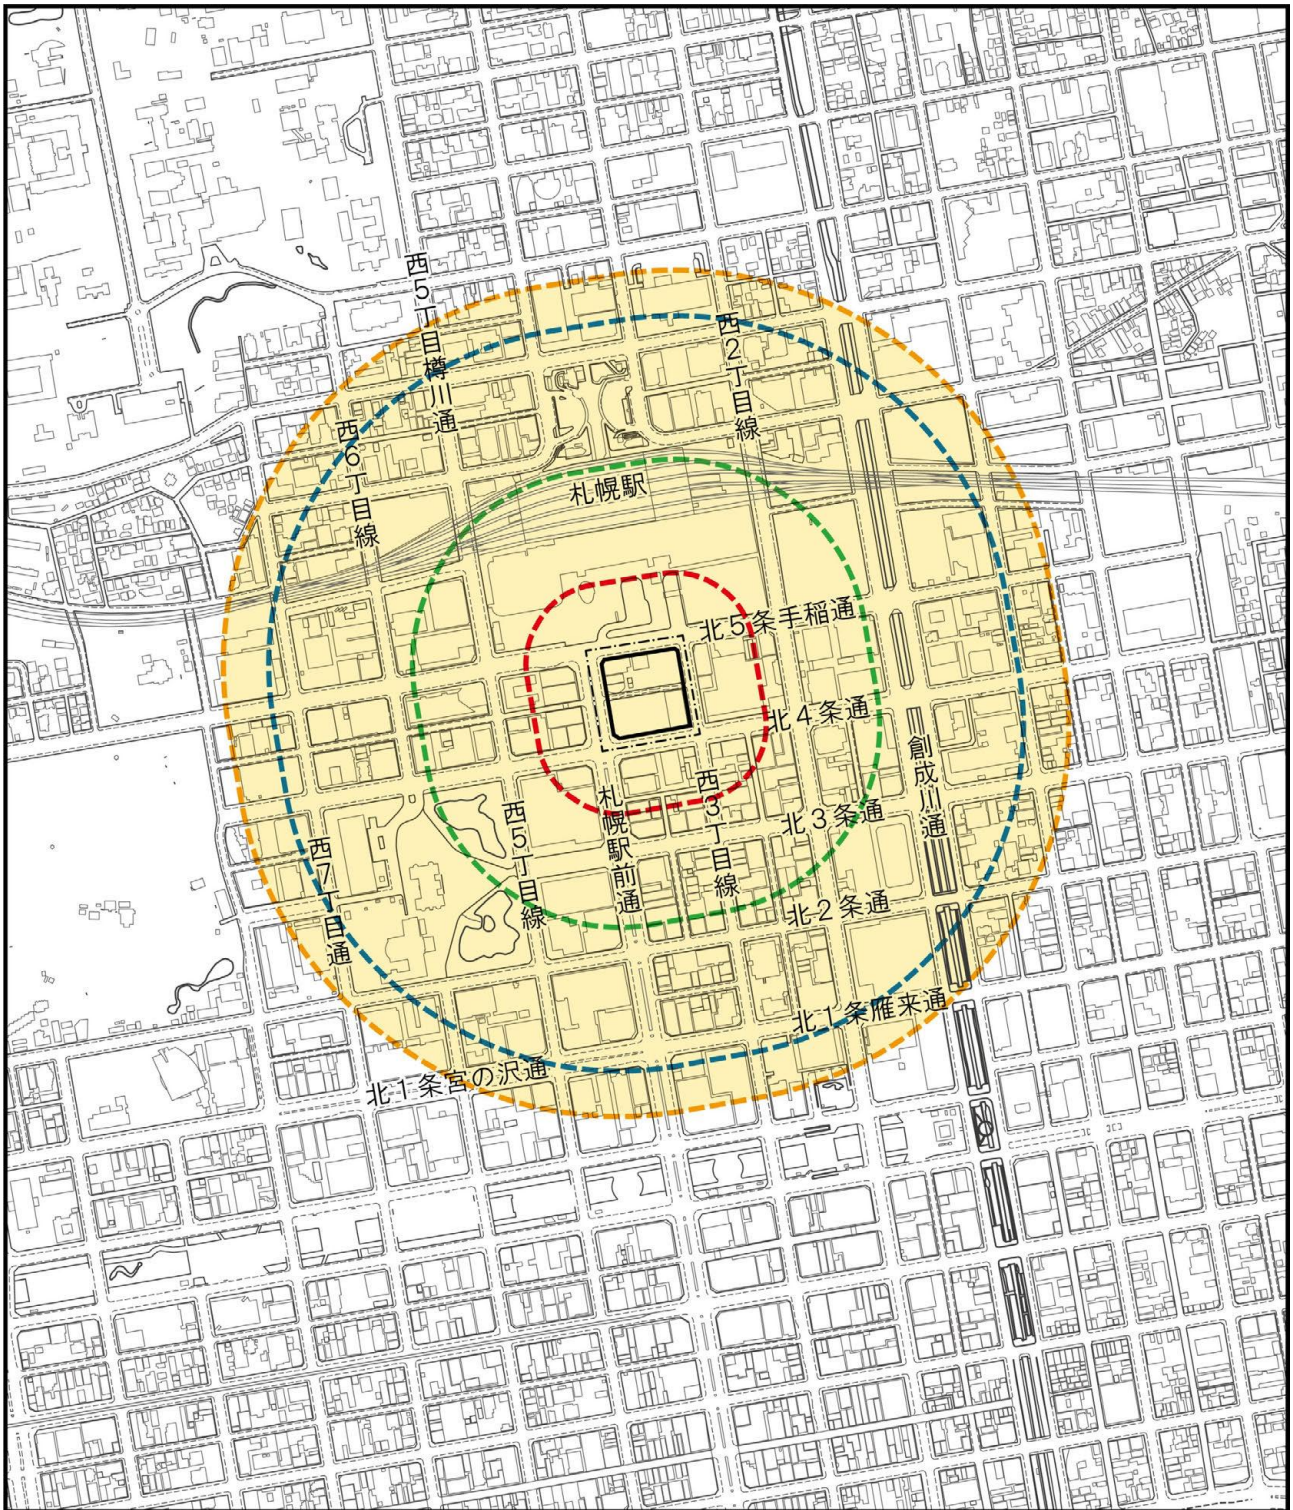 西5丁目樽川通
西2丁目線
西6丁目線
札幌駅
北5条手稲通
北4条通
創成川通
西3丁目線
札幌駅前通
西5丁目線
北3条通
西7丁目通
北2条通
北1条雁来通
北1条宮の沢通